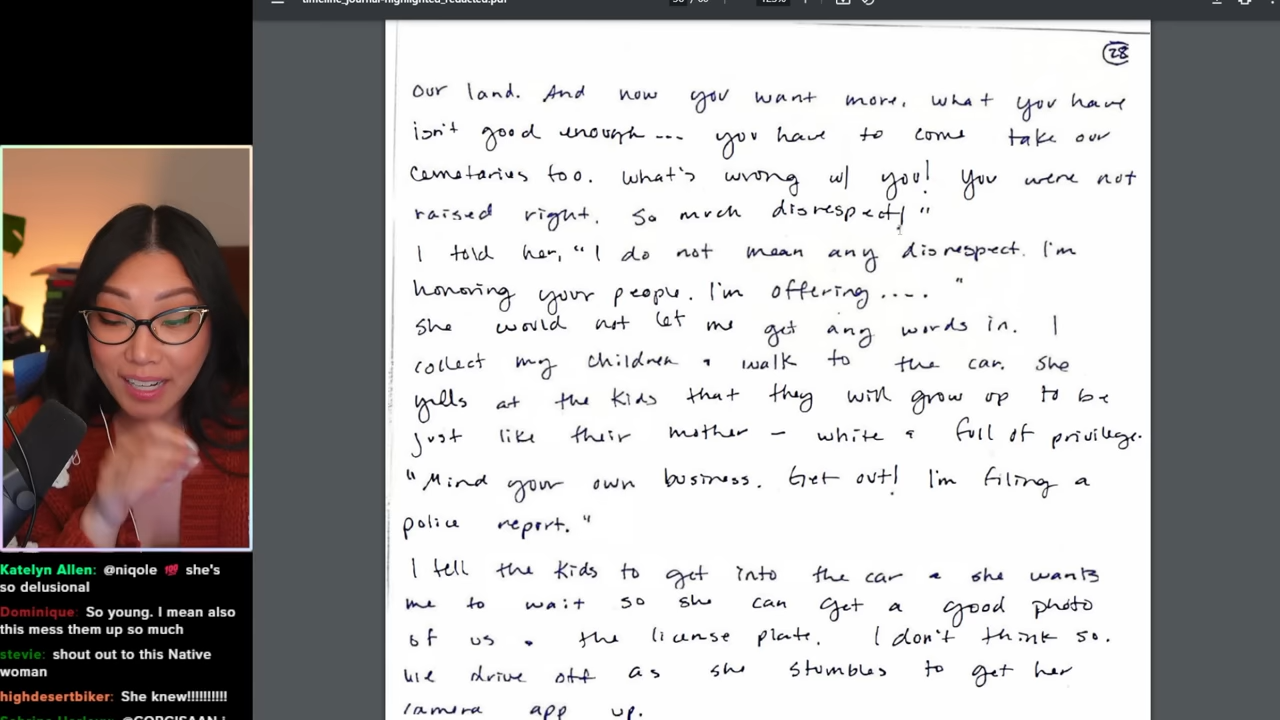 timeline_journal-highlighted_redacted.pdf
28
our land. And now you want more. what you have
isn't good enough --- you have to come take our
cemetarius too. What's wrong w/ you! You were not
raised right. So much disrespect! "
I told her, "I do not mean any disrespect. I'm
honoring your people. I'm offering .... "
She would not let me get any words in. I
collect my children & walk to the car. She
yells at the kids that they will grow up to be
just like their mother - white & full of privilege.
"Mind your own business. Get out! I'm filing a
police report. "
I tell the kids to get into the car & she wants
me to wait so she can get a good photo
of us & the license plate. I don't think so.
We drive off as she stumbles to get her
camera app up.
Katelyn Allen: @niqole 💯 she's
so delusional
Dominique: So young. I mean also
this mess them up so much
stevie: shout out to this Native
woman
highdesertbiker: She knew!!!!!!!!!!